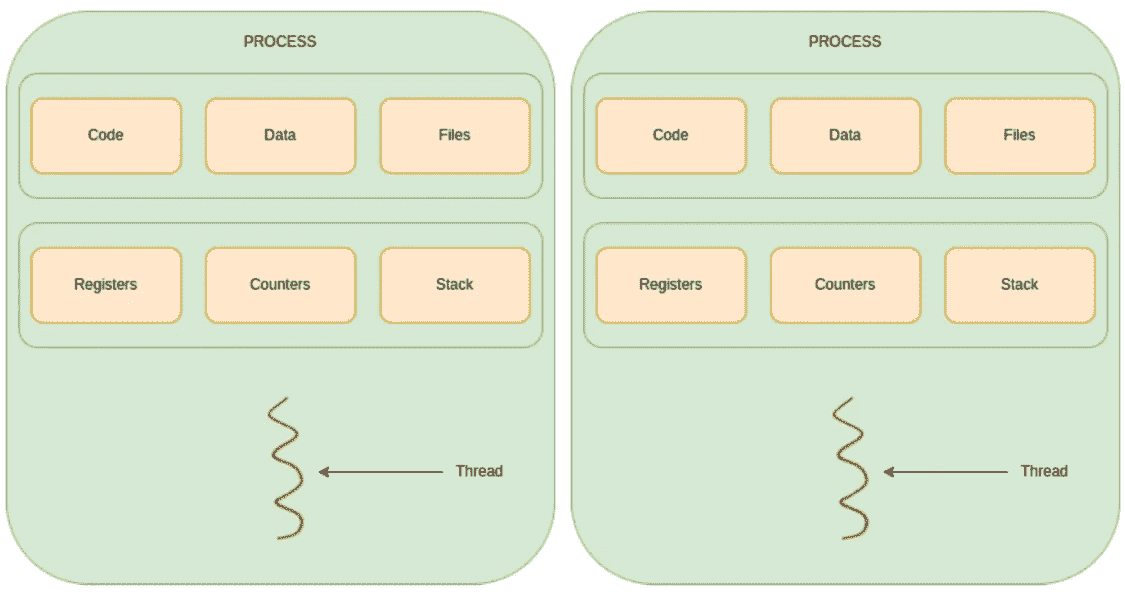 PROCESS
Code Data Files
Registers Counters Stack
Thread
PROCESS
Code Data Files
Registers Counters Stack
Thread